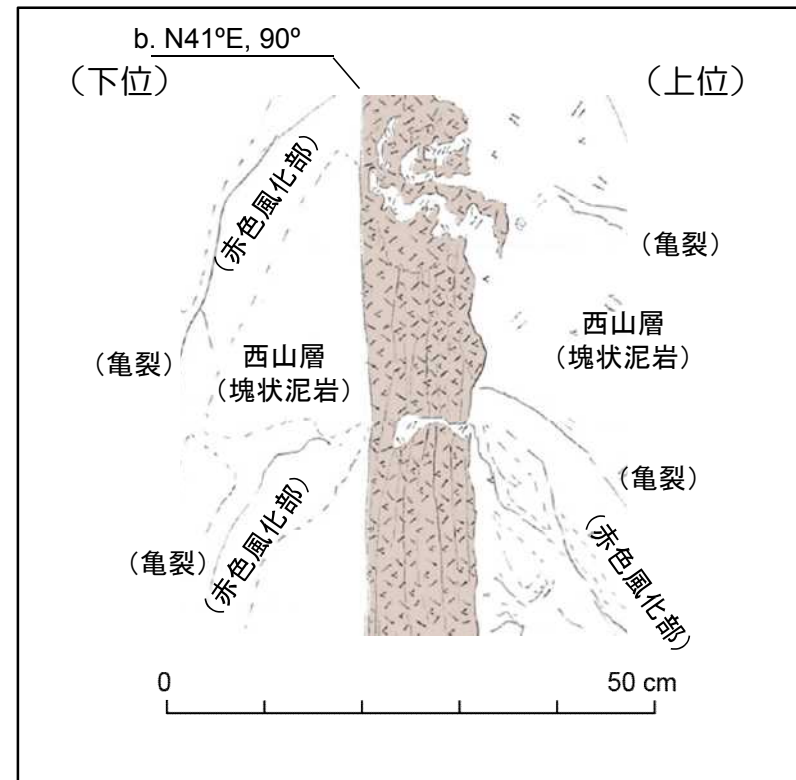 b. N41ºE, 90º
（下位）
（上位）
（赤色風化部）
（亀裂）
（亀裂）
西山層
（塊状泥岩）
西山層
（塊状泥岩）
（亀裂）
（亀裂）
（赤色風化部）
（赤色風化部）
0
50 cm